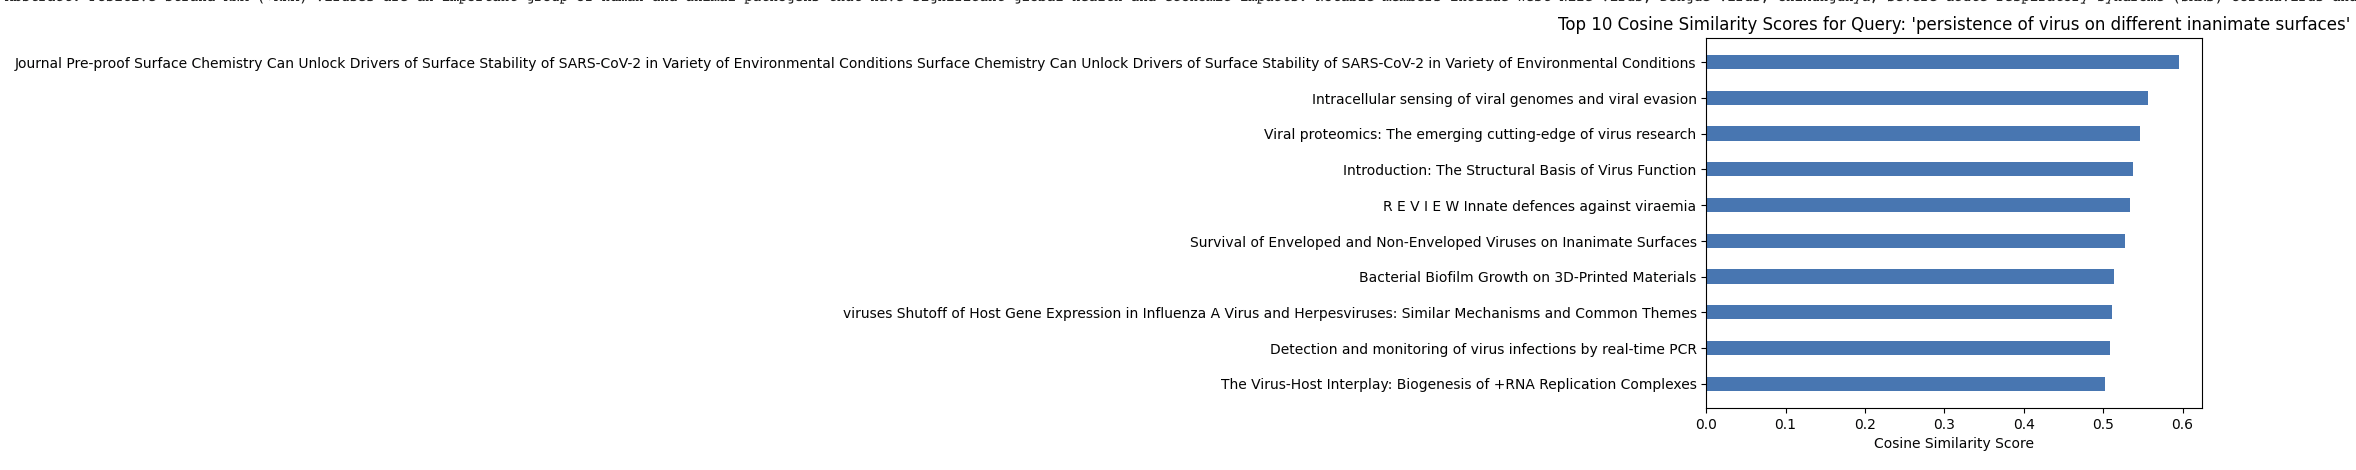 Top 10 Cosine Similarity Scores for Query: 'persistence of virus on different inanimate surfaces'
Journal Pre-proof Surface Chemistry Can Unlock Drivers of Surface Stability of SARS-CoV-2 in Variety of Environmental Conditions Surface Chemistry Can Unlock Drivers of Surface Stability of SARS-CoV-2 in Variety of Environmental Conditions
Intracellular sensing of viral genomes and viral evasion
Viral proteomics: The emerging cutting-edge of virus research
Introduction: The Structural Basis of Virus Function
R E V I E W Innate defences against viraemia
Survival of Enveloped and Non-Enveloped Viruses on Inanimate Surfaces
Bacterial Biofilm Growth on 3D-Printed Materials
viruses Shutoff of Host Gene Expression in Influenza A Virus and Herpesviruses: Similar Mechanisms and Common Themes
Detection and monitoring of virus infections by real-time PCR
The Virus-Host Interplay: Biogenesis of +RNA Replication Complexes
0.0 0.1 0.2 0.3 0.4 0.5 0.6
Cosine Similarity Score